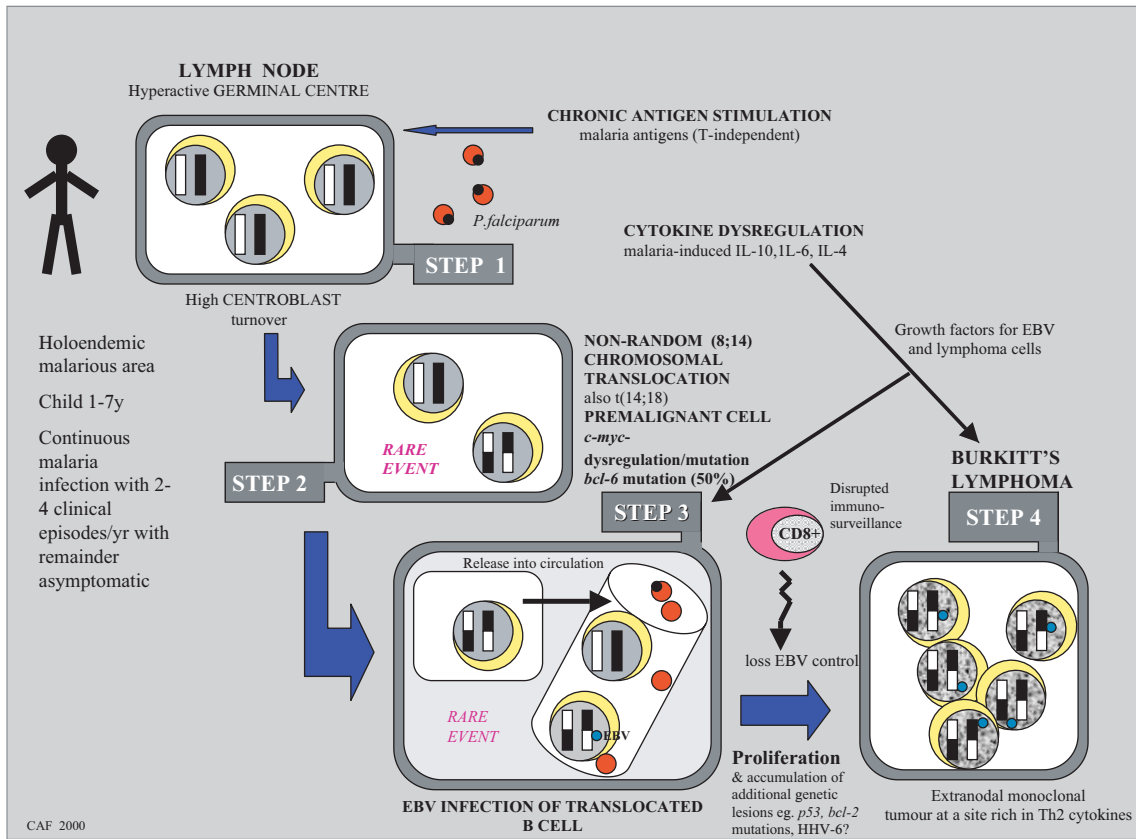 LYMPH NODE
Hyperactive GERMINAL CENTRE
CHRONIC ANTIGEN STIMULATION
malaria antigens (T-independent)
P.falciparum
STEP 1
CYTOKINE DYSREGULATION
malaria-induced IL-10,1L-6, IL-4
High CENTROBLAST
turnover
Growth factors for EBV
and lymphoma cells
Holoendemic
malarious area
Child 1-7y
Continuous
malaria
infection with 2-
4 clinical
episodes/yr with
remainder
asymptomatic
RARE
EVENT
STEP 2
NON-RANDOM (8;14)
CHROMOSOMAL
TRANSLOCATION
also t(14;18)
PREMALIGNANT CELL
c-myc-
dysregulation/mutation
bcl-6 mutation (50%)
STEP 3
Release into circulation
RARE
EVENT
EBV
EBV INFECTION OF TRANSLOCATED
B CELL
Disrupted
immuno-
surveillance
CD8+
loss EBV control
Proliferation
& accumulation of
additional genetic
lesions eg. p53, bcl-2
mutations, HHV-6?
BURKITT'S
LYMPHOMA
STEP 4
Extranodal monoclonal
tumour at a site rich in Th2 cytokines
CAF 2000